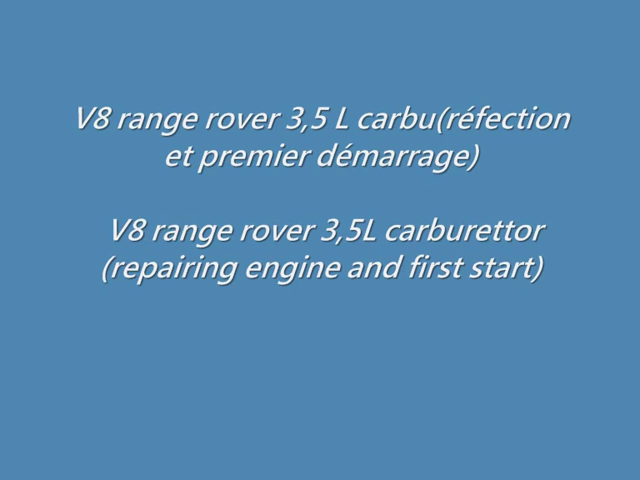 V8 range rover 3,5 L carbu(réfection
et premier démarrage)
V8 range rover 3,5L carburettor
(repairing engine and first start)